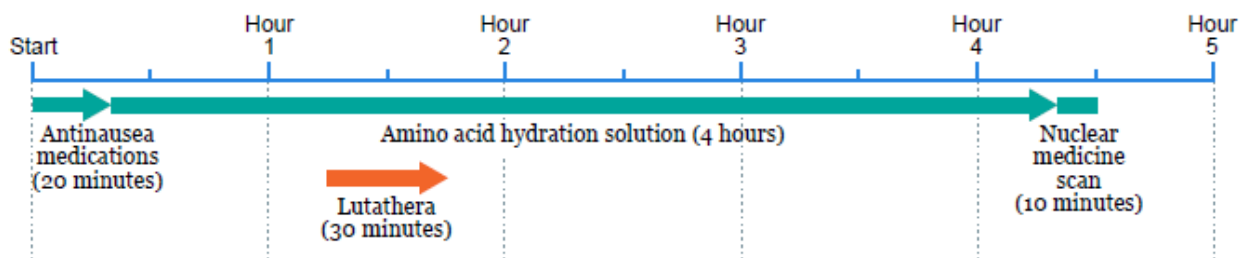 Start
Hour
1
Hour
2
Hour
3
Hour
4
Hour
5
Antinausea
medications
(20 minutes)
Amino acid hydration solution (4 hours)
Nuclear
medicine
scan
(10 minutes)
Lutathera
(30 minutes)